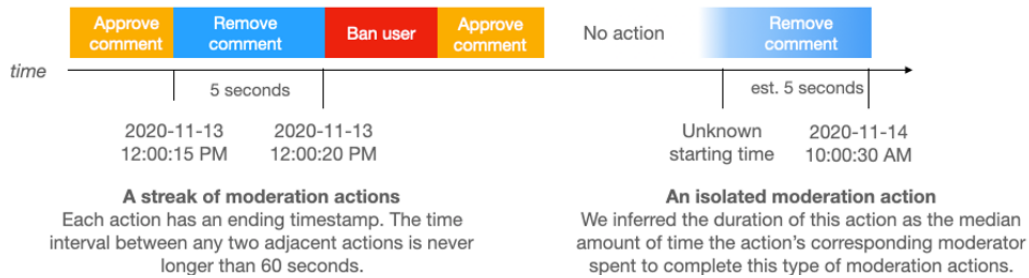 Approve comment
Remove comment
Ban user
Approve comment
No action
Remove comment
time
5 seconds
est. 5 seconds
2020-11-13
12:00:15 PM
2020-11-13
12:00:20 PM
Unknown
starting time
2020-11-14
10:00:30 AM
A streak of moderation actions
Each action has an ending timestamp. The time
interval between any two adjacent actions is never
longer than 60 seconds.
An isolated moderation action
We inferred the duration of this action as the median
amount of time the action's corresponding moderator
spent to complete this type of moderation actions.